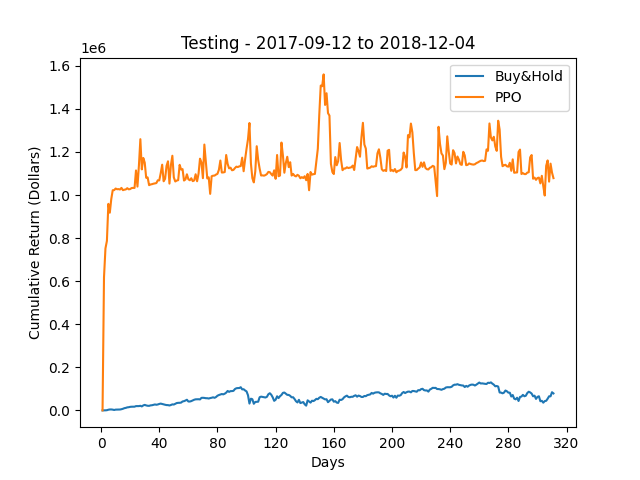 Testing - 2017-09-12 to 2018-12-04
1e6
Buy&Hold
PPO
1.6
1.4
1.2
1.0
0.8
0.6
0.4
0.2
0.0
Cumulative Return (Dollars)
0 40 80 120 160 200 240 280 320
Days